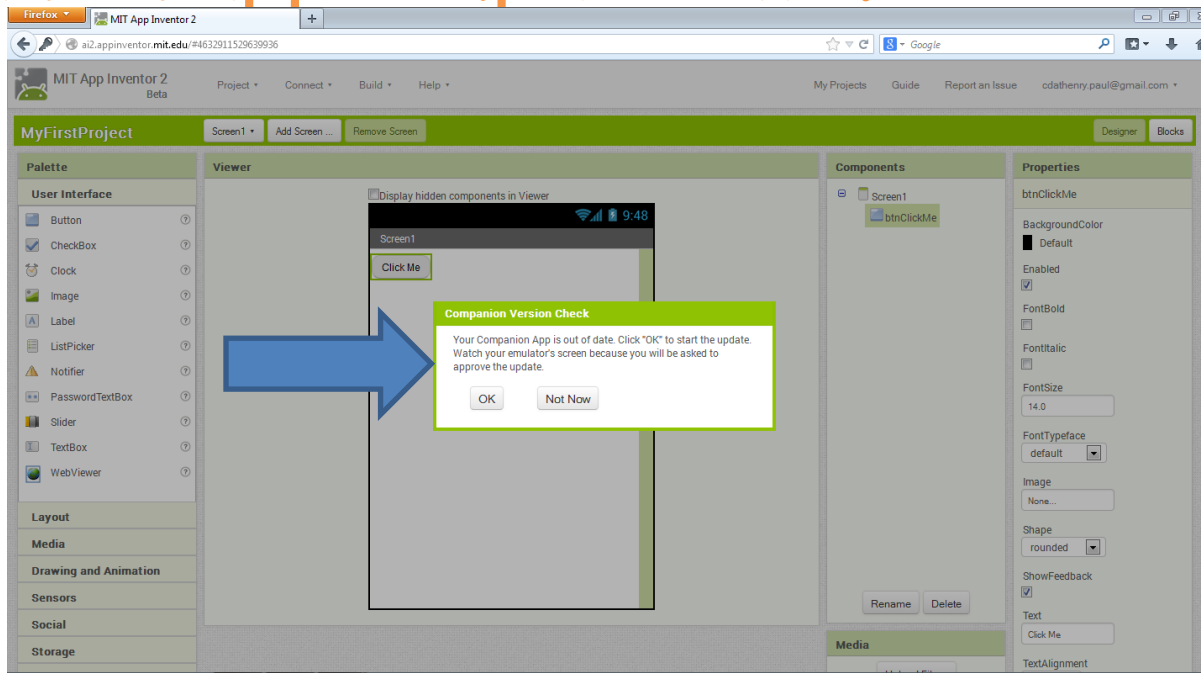 Firefox
MIT App Inventor 2
+
ai2.appinventor.mit.edu/#4632911529639936
Google
MIT App Inventor 2
Beta
Project
Connect
Build
Help
My Projects
Guide
Report an Issue
cdathenry.paul@gmail.com
MyFirstProject
Screen1
Add Screen ...
Remove Screen
Designer
Blocks
Palette
User Interface
Button
CheckBox
Clock
Image
Label
ListPicker
Notifier
PasswordTextBox
Slider
TextBox
WebViewer
Layout
Media
Drawing and Animation
Sensors
Social
Storage
Viewer
Display hidden components in Viewer
9:48
Screen1
Click Me
Companion Version Check
Your Companion App is out of date. Click "OK" to start the update.
Watch your emulator's screen because you will be asked to
approve the update.
OK
Not Now
Components
Screen1
btnClickMe
Rename
Delete
Media
Properties
btnClickMe
BackgroundColor
Default
Enabled
FontBold
FontItalic
FontSize
14.0
FontTypeface
default
Image
None...
Shape
rounded
ShowFeedback
Text
Click Me
TextAlignment